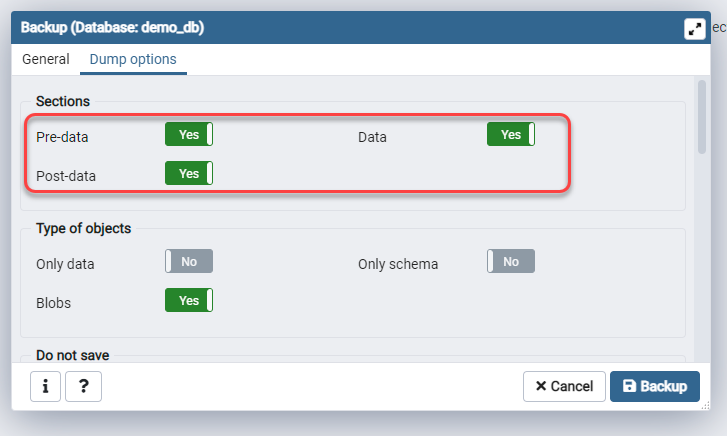 Backup (Database: demo_db)
ec
General Dump options
Sections
Pre-data Yes Data Yes
Post-data Yes
Type of objects
Only data No Only schema No
Blobs Yes
Do not save
i ? Cancel Backup